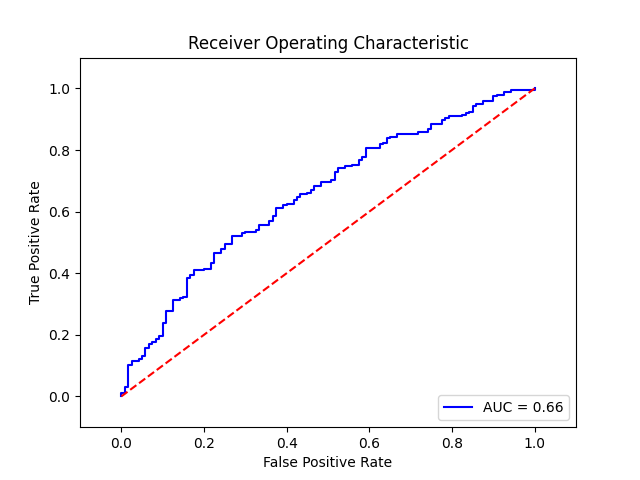 Receiver Operating Characteristic
True Positive Rate
1.0
0.8
0.6
0.4
0.2
0.0
0.0 0.2 0.4 0.6 0.8 1.0
False Positive Rate
AUC = 0.66